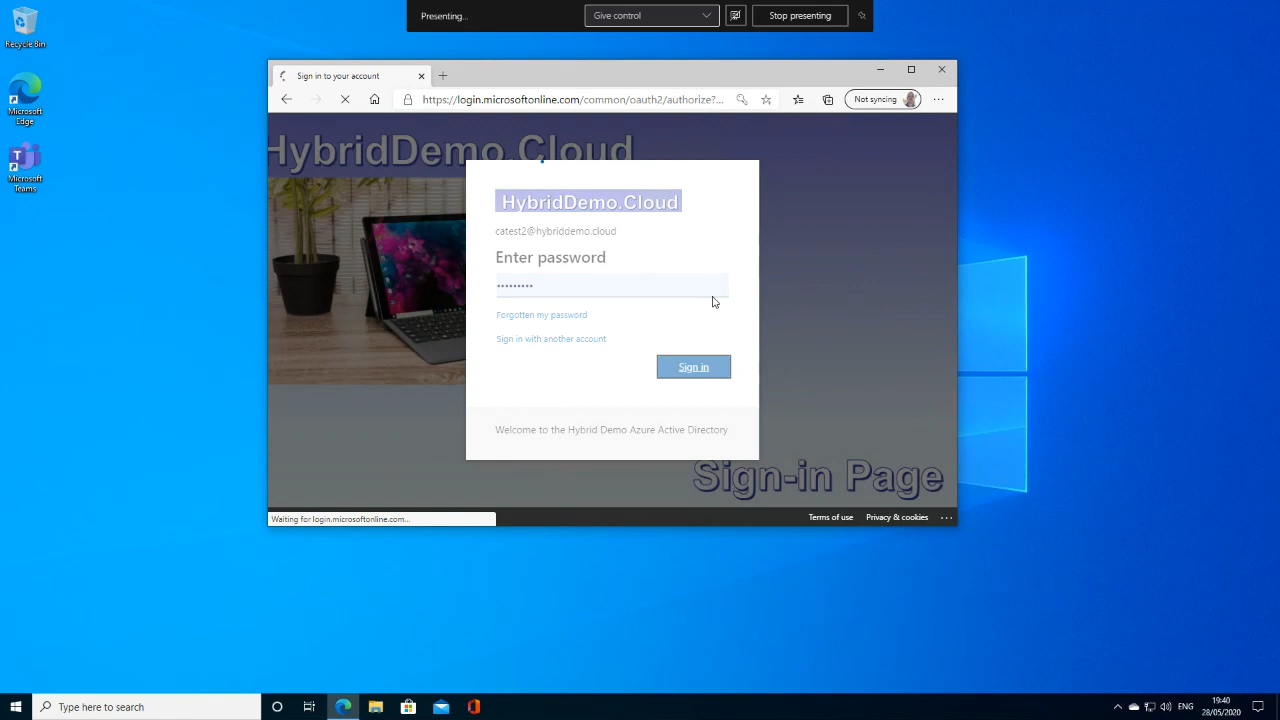 Presenting...
Give control
Stop presenting
Recycle Bin
Microsoft
Edge
Microsoft
Teams
Sign in to your account
https://login.microsoftonline.com/common/oauth2/authorize?...
Not syncing
HybridDemo.Cloud
HybridDemo.Cloud
catest2@hybriddemo.cloud
Enter password
•••••••••
Forgotten my password
Sign in with another account
Sign in
Welcome to the Hybrid Demo Azure Active Directory
Sign-in Page
Waiting for login.microsoftonline.com...
Terms of use
Privacy & cookies
Type here to search
ENG
19:40
28/05/2020